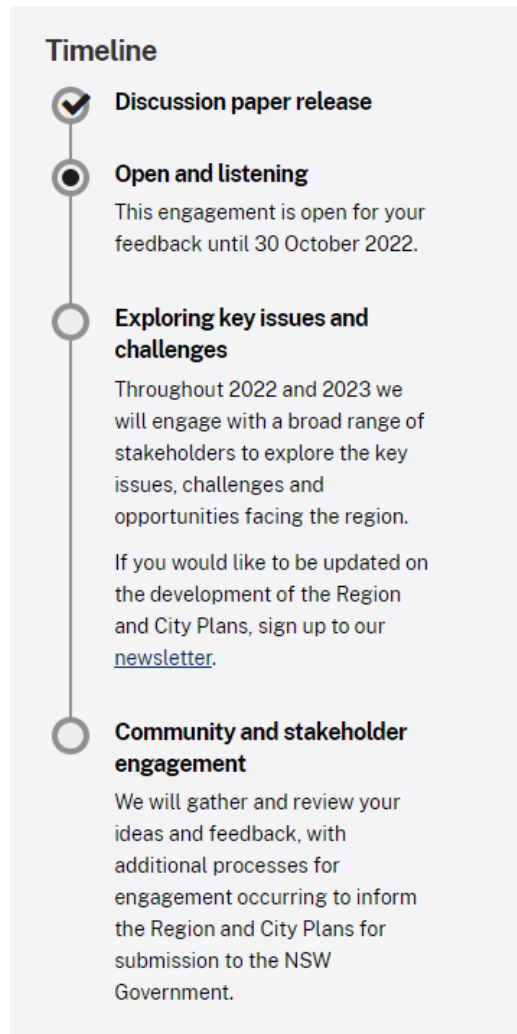 Timeline
Discussion paper release
Open and listening
This engagement is open for your
feedback until 30 October 2022.
Exploring key issues and
challenges
Throughout 2022 and 2023 we
will engage with a broad range of
stakeholders to explore the key
issues, challenges and
opportunities facing the region.
If you would like to be updated on
the development of the Region
and City Plans, sign up to our
newsletter.
Community and stakeholder
engagement
We will gather and review your
ideas and feedback, with
additional processes for
engagement occurring to inform
the Region and City Plans for
submission to the NSW
Government.